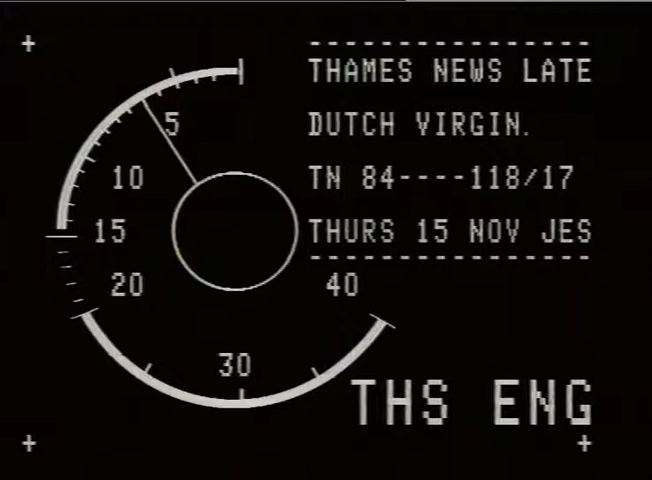 ----------------
THAMES NEWS LATE
DUTCH VIRGIN.
TN 84----118/17
THURS 15 NOV JES
----------------
5
10
15
20
30
40
THS ENG